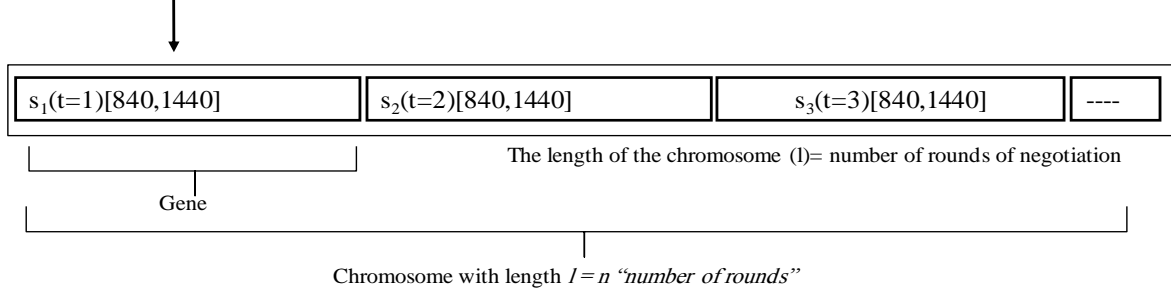 s₁(t=1)[840,1440] s₂(t=2)[840,1440] s₃(t=3)[840,1440] ----
The length of the chromosome (l)= number of rounds of negotiation
Gene
Chromosome with length l = n “number of rounds”